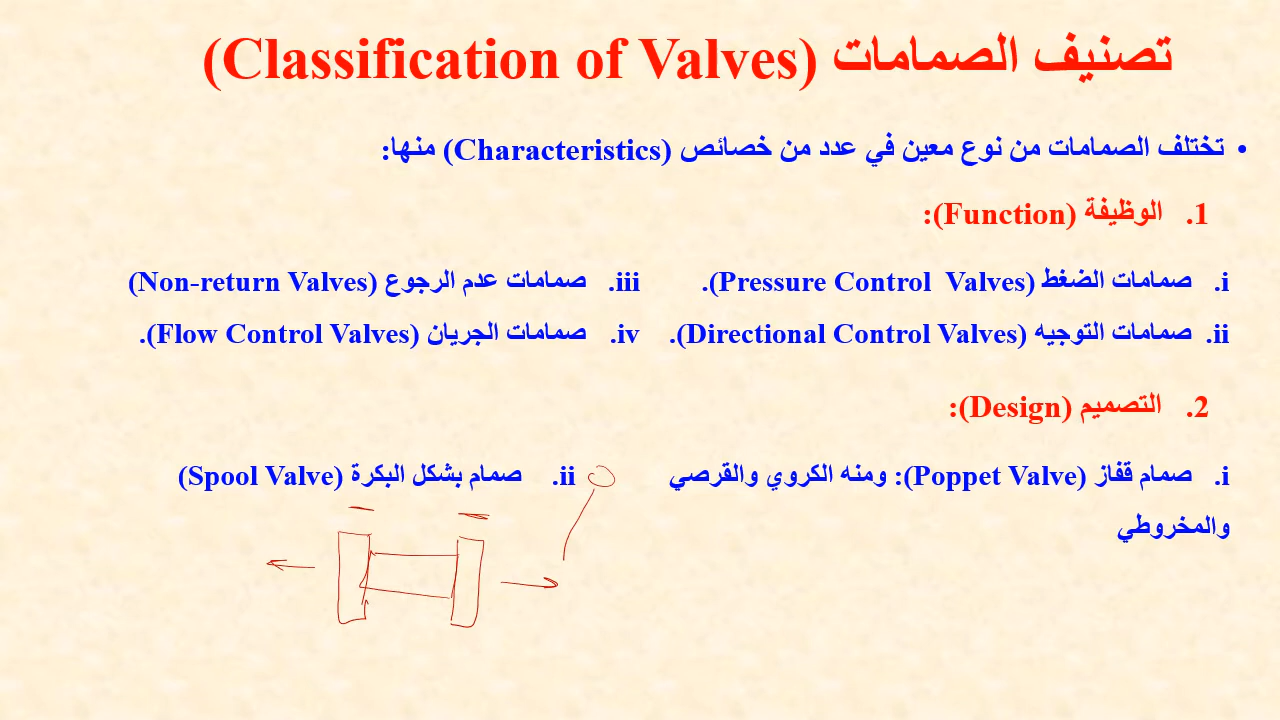 تصنيف الصمامات (Classification of Valves)
• تختلف الصمامات من نوع معين في عدد من خصائص (Characteristics) منها:
1. الوظيفة (Function):
i. صمامات الضغط (Pressure Control Valves).
iii. صمامات عدم الرجوع (Non-return Valves)
ii. صمامات التوجيه (Directional Control Valves).
iv. صمامات الجريان (Flow Control Valves).
2. التصميم (Design):
i. صمام قفاز (Poppet Valve): ومنه الكروي والقرصي
والمخروطي
ii. صمام بشكل البكرة (Spool Valve)